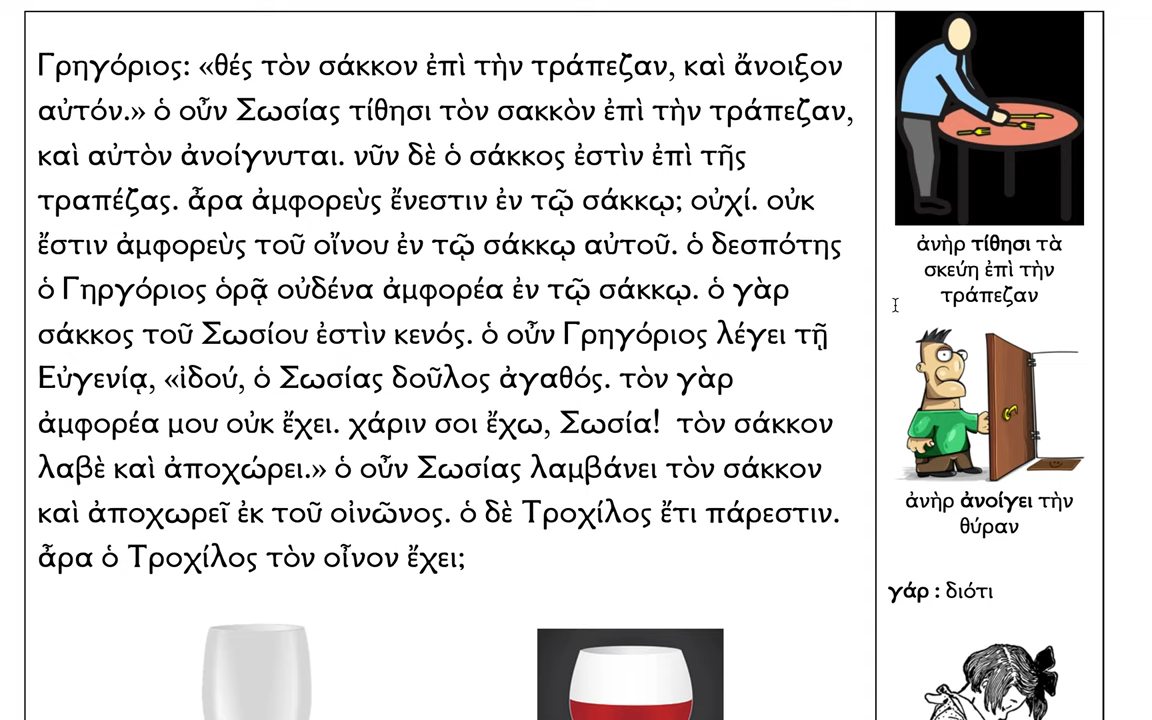 Γρηγόριος: «θές τὸν σάκκον ἐπὶ τὴν τράπεζαν, καὶ ἄνοιξον
αὐτόν.» ὁ οὖν Σωσίας τίθησι τὸν σακκὸν ἐπὶ τὴν τράπεζαν,
καὶ αὐτὸν ἀνοίγνυται. νῦν δὲ ὁ σάκκος ἐστὶν ἐπὶ τῆς
τραπέζας. ἆρα ἀμφορεὺς ἔνεστιν ἐν τῷ σάκκῳ; οὐχί. οὐκ
ἔστιν ἀμφορεὺς τοῦ οἴνου ἐν τῷ σάκκῳ αὐτοῦ. ὁ δεσπότης
ὁ Γηργόριος ὁρᾷ οὐδένα ἀμφορέα ἐν τῷ σάκκῳ. ὁ γὰρ
σάκκος τοῦ Σωσίου ἐστὶν κενός. ὁ οὖν Γρηγόριος λέγει τῇ
Εὐγενίᾳ, «ἰδού, ὁ Σωσίας δοῦλος ἀγαθός. τὸν γὰρ
ἀμφορέα μου οὐκ ἔχει. χάριν σοι ἔχω, Σωσία! τὸν σάκκον
λαβὲ καὶ ἀποχώρει.» ὁ οὖν Σωσίας λαμβάνει τὸν σάκκον
καὶ ἀποχωρεῖ ἐκ τοῦ οἰνῶνος. ὁ δὲ Τροχίλος ἔτι πάρεστιν.
ἆρα ὁ Τροχίλος τὸν οἶνον ἔχει;
ἀνὴρ τίθησι τὰ
σκεύη ἐπὶ τὴν
τράπεζαν
ἀνὴρ ἀνοίγει τὴν
θύραν
γάρ : διότι